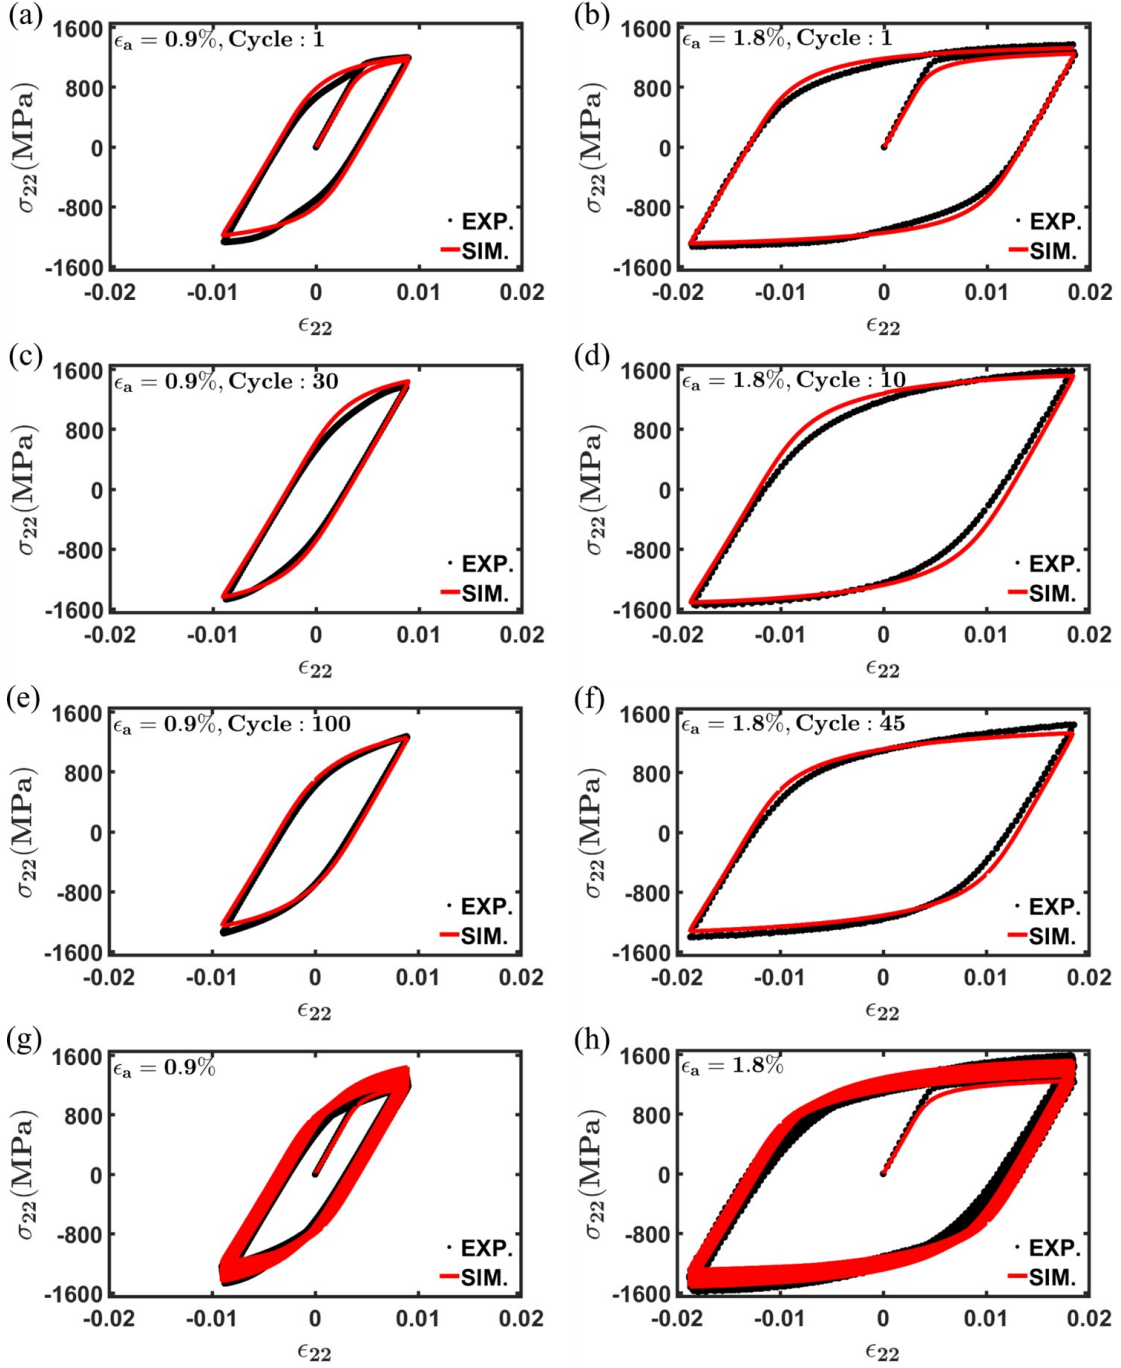 (a)
ϵa = 0.9%, Cycle : 1
1600
800
0
-800
-1600
σ22(MPa)
EXP.
SIM.
-0.02 -0.01 0 0.01 0.02
ϵ22
(b)
ϵa = 1.8%, Cycle : 1
1600
800
0
-800
-1600
σ22(MPa)
EXP.
SIM.
-0.02 -0.01 0 0.01 0.02
ϵ22
(c)
ϵa = 0.9%, Cycle : 30
1600
800
0
-800
-1600
σ22(MPa)
EXP.
SIM.
-0.02 -0.01 0 0.01 0.02
ϵ22
(d)
ϵa = 1.8%, Cycle : 10
1600
800
0
-800
-1600
σ22(MPa)
EXP.
SIM.
-0.02 -0.01 0 0.01 0.02
ϵ22
(e)
ϵa = 0.9%, Cycle : 100
1600
800
0
-800
-1600
σ22(MPa)
EXP.
SIM.
-0.02 -0.01 0 0.01 0.02
ϵ22
(f)
ϵa = 1.8%, Cycle : 45
1600
800
0
-800
-1600
σ22(MPa)
EXP.
SIM.
-0.02 -0.01 0 0.01 0.02
ϵ22
(g)
ϵa = 0.9%
1600
800
0
-800
-1600
σ22(MPa)
EXP.
SIM.
-0.02 -0.01 0 0.01 0.02
ϵ22
(h)
ϵa = 1.8%
1600
800
0
-800
-1600
σ22(MPa)
EXP.
SIM.
-0.02 -0.01 0 0.01 0.02
ϵ22